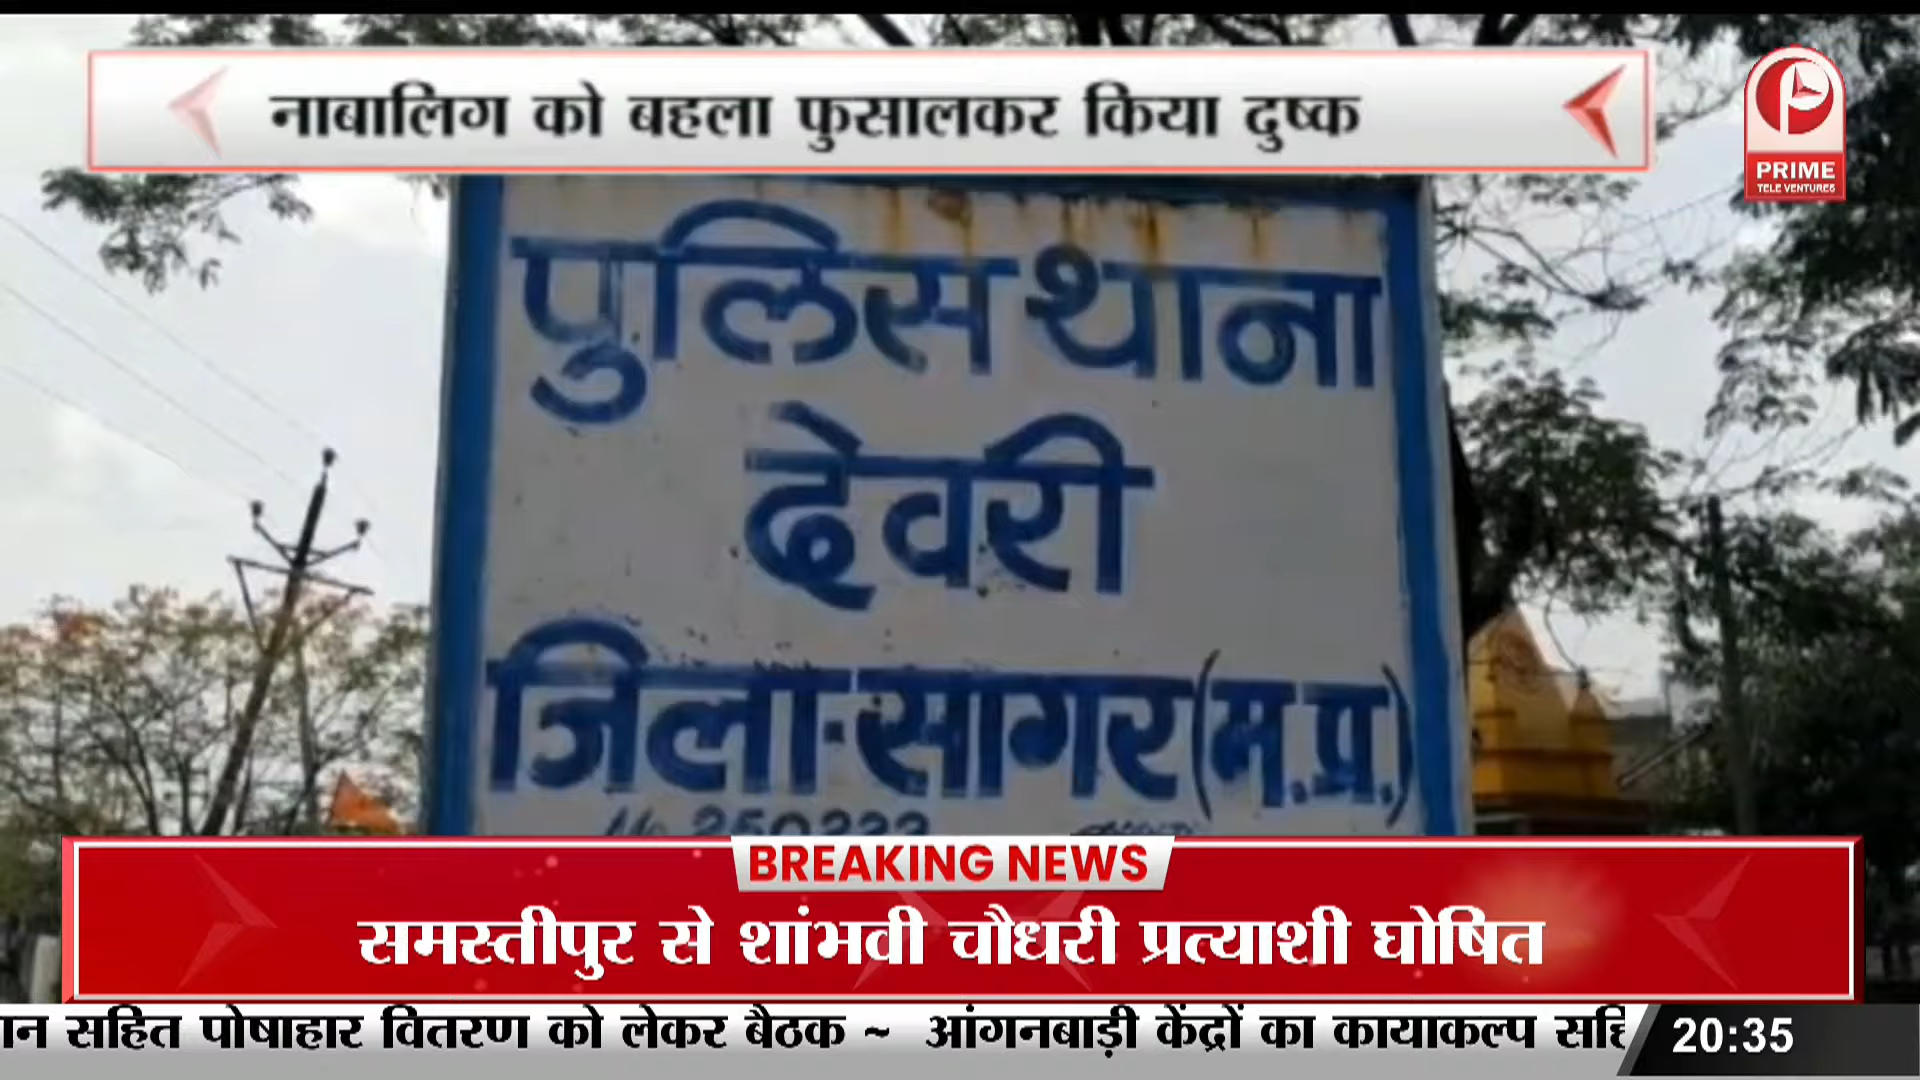 नाबालिग को बहला फुसालकर किया दुष्क
PRIME
TELE VENTURES
पुलिस थाना
देवरी
जिला-सागर (म.प्र.)
BREAKING NEWS
समस्तीपुर से शांभवी चौधरी प्रत्याशी घोषित
ान सहित पोषाहार वितरण को लेकर बैठक ~ आंगनबाड़ी केंद्रों का कायाकल्प
20:35